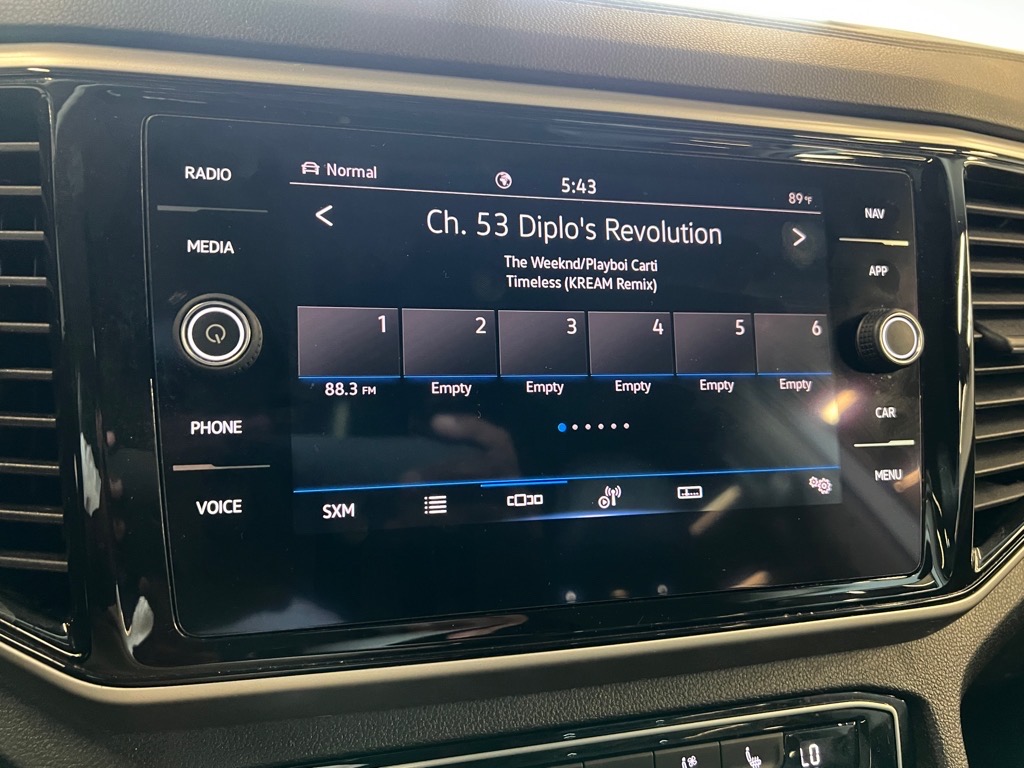 RADIO
MEDIA
PHONE
VOICE
Normal
5:43
89°F
Ch. 53 Diplo's Revolution
The Weeknd/Playboi Carti
Timeless (KREAM Remix)
1 2 3 4 5 6
88.3 FM Empty Empty Empty Empty Empty
SXM
NAV
APP
CAR
MENU
LO